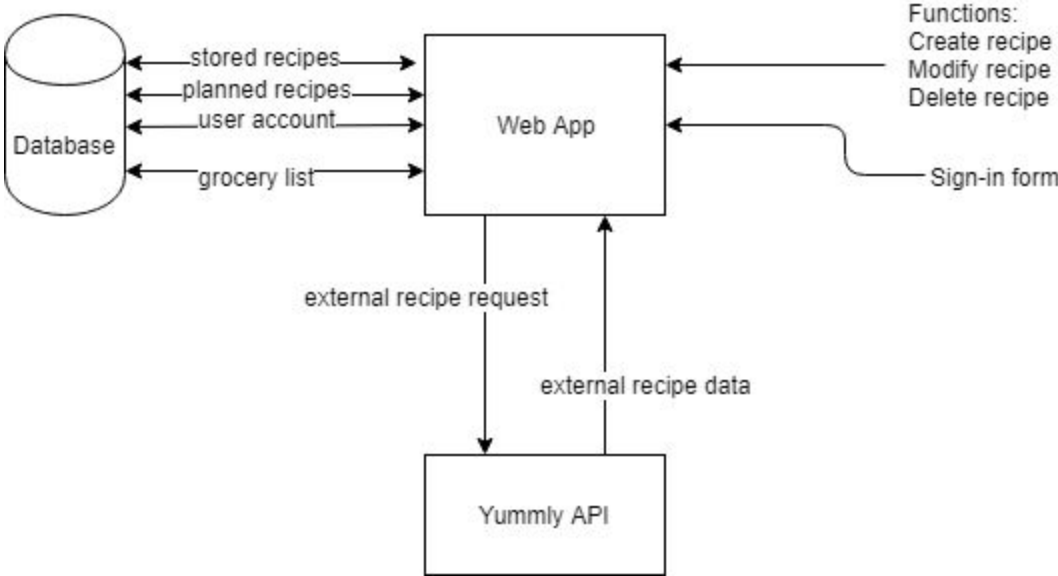 Functions:
Create recipe
Modify recipe
Delete recipe
stored recipes
planned recipes
user account
grocery list
Database
Web App
Sign-in form
external recipe request
external recipe data
Yummly API